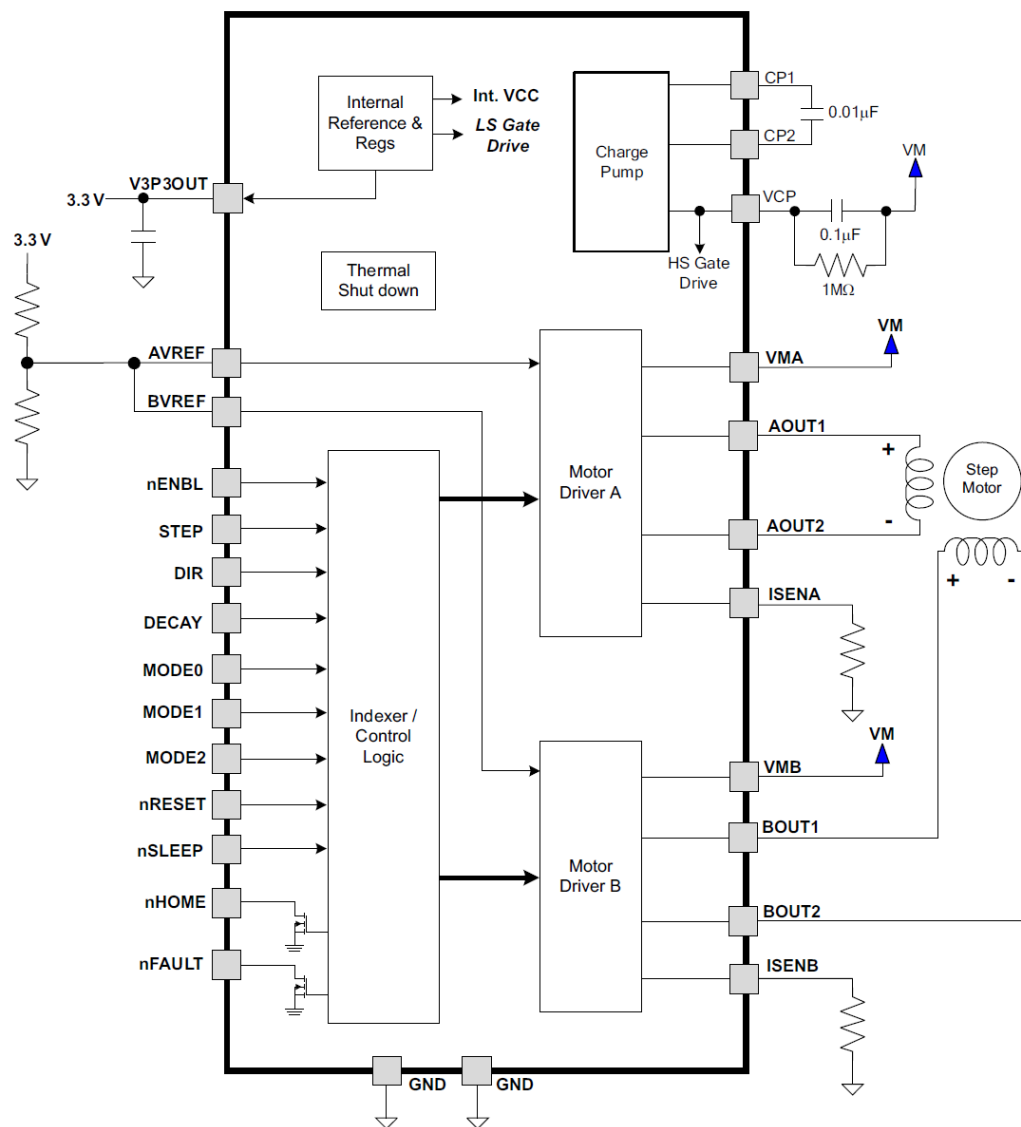 CP1
Int. VCC
Internal
Reference &
Regs
LS Gate
Drive
0.01µF
CP2
Charge
Pump
VM
V3P3OUT
3.3 V
VCP
3.3 V
0.1µF
HS Gate
Drive
1MΩ
Thermal
Shut down
VM
AVREF
VMA
BVREF
AOUT1
+
Step
Motor
Motor
Driver A
nENBL
STEP
-
AOUT2
DIR
+
-
ISENA
DECAY
MODE0
MODE1
Indexer /
Control
Logic
MODE2
VM
VMB
nRESET
BOUT1
nSLEEP
Motor
Driver B
nHOME
BOUT2
nFAULT
ISENB
GND
GND